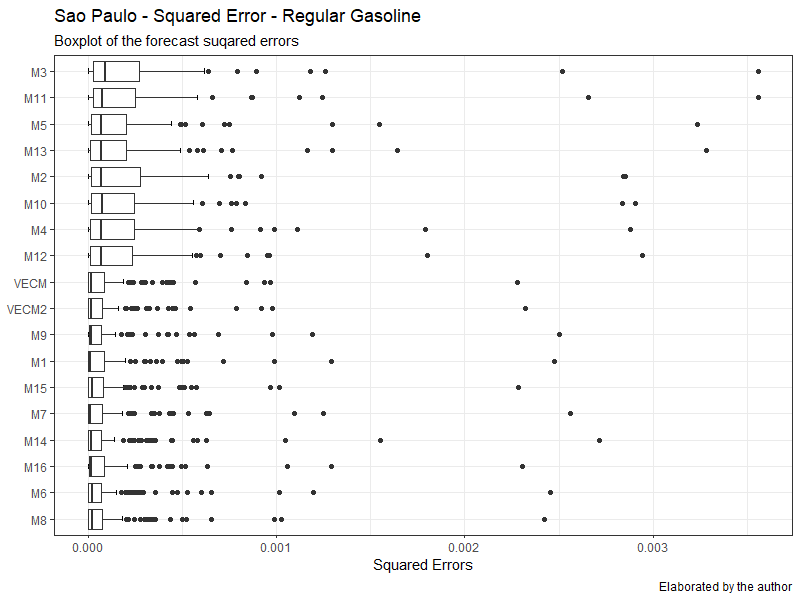 Sao Paulo - Squared Error - Regular Gasoline
Boxplot of the forecast suqared errors
M3
M11
M5
M13
M2
M10
M4
M12
VECM
VECM2
M9
M1
M15
M7
M14
M16
M6
M8
0.000 0.001 0.002 0.003
Squared Errors
Elaborated by the author